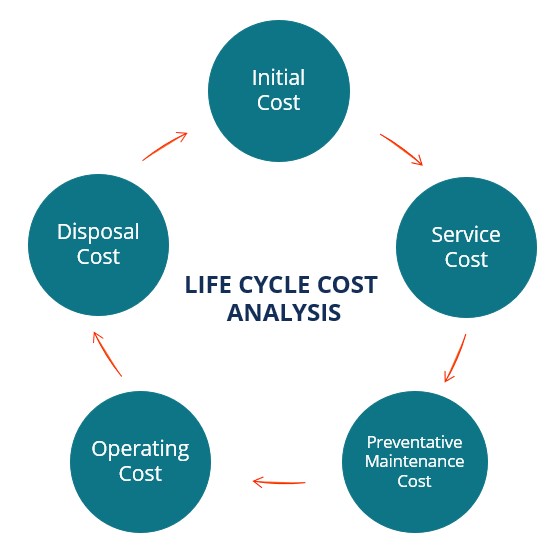 Initial
Cost
Service
Cost
Preventative
Maintenance
Cost
Operating
Cost
Disposal
Cost
LIFE CYCLE COST
ANALYSIS